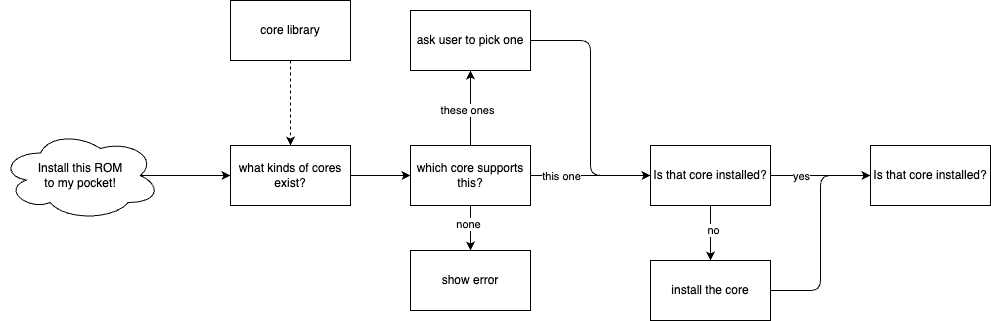 core library
ask user to pick one
these ones
Install this ROM
to my pocket!
what kinds of cores
exist?
which core supports
this?
this one
Is that core installed?
yes
Is that core installed?
none
no
show error
install the core